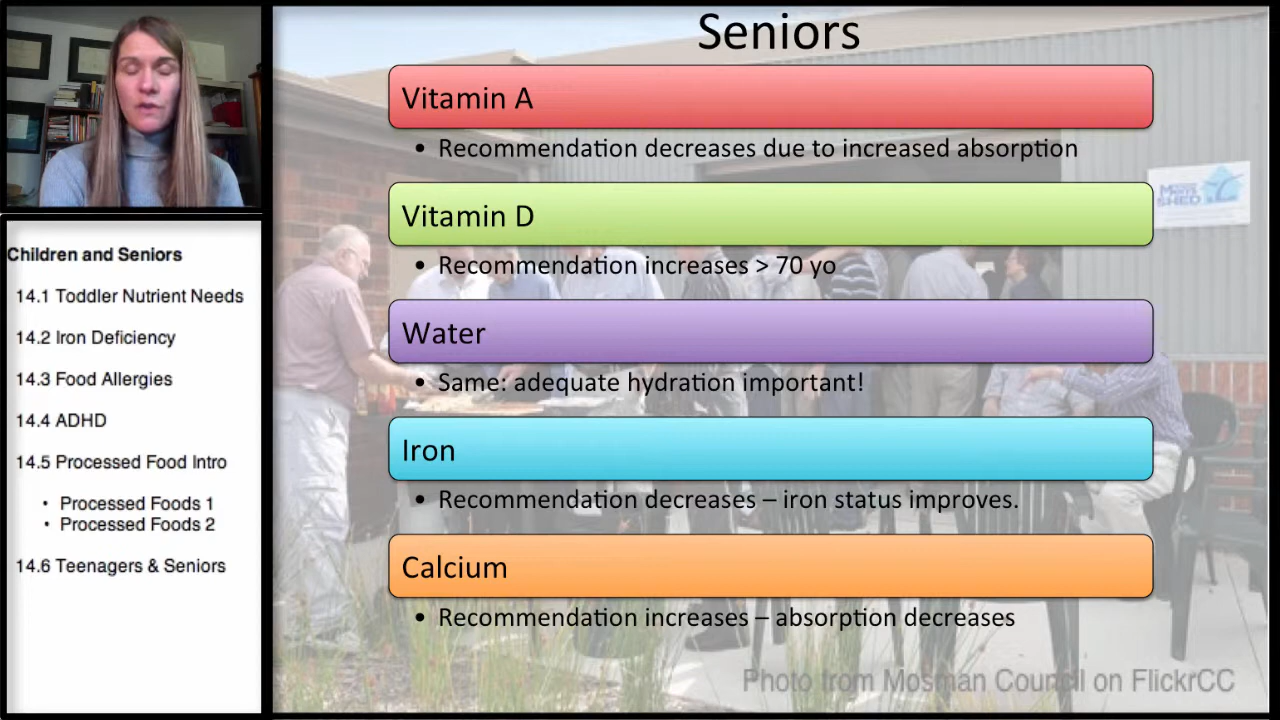 Seniors
Vitamin A
• Recommendation decreases due to increased absorption
Vitamin D
• Recommendation increases > 70 yo
Water
• Same: adequate hydration important!
Iron
• Recommendation decreases – iron status improves.
Calcium
• Recommendation increases – absorption decreases
Photo from Mosman Council on FlickrCC
SHED
Children and Seniors
14.1 Toddler Nutrient Needs
14.2 Iron Deficiency
14.3 Food Allergies
14.4 ADHD
14.5 Processed Food Intro
• Processed Foods 1
• Processed Foods 2
14.6 Teenagers & Seniors